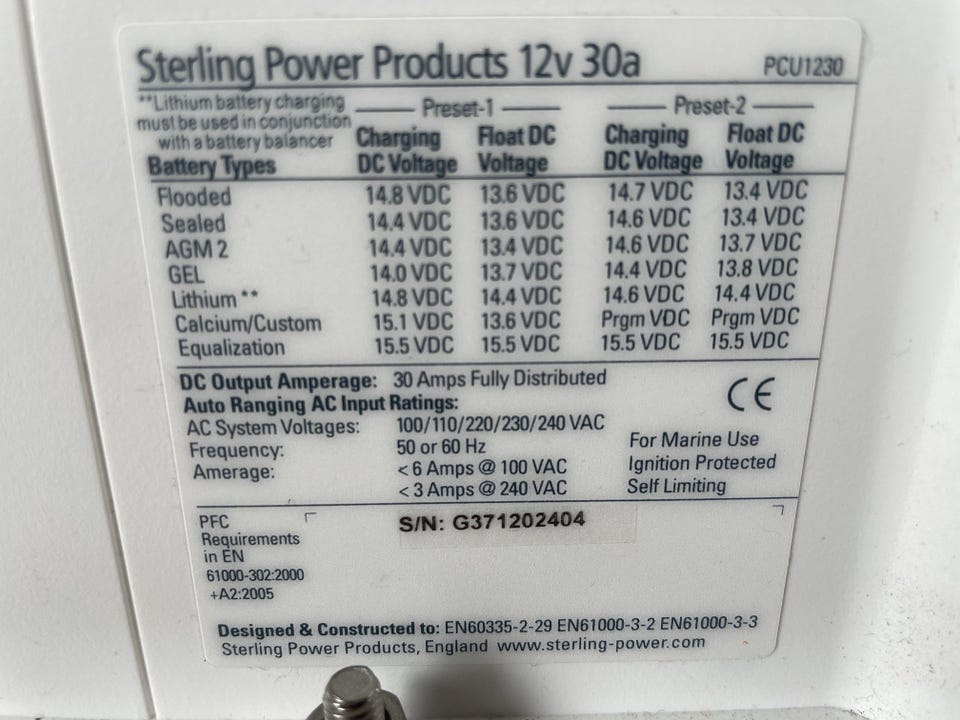 Sterling Power Products 12v 30a PCU1230
**Lithium battery charging
must be used in conjunction
with a battery balancer
Preset-1 Preset-2
Battery Types Charging DC Voltage Float DC Voltage Charging DC Voltage Float DC Voltage
Flooded 14.8 VDC 13.6 VDC 14.7 VDC 13.4 VDC
Sealed 14.4 VDC 13.6 VDC 14.6 VDC 13.4 VDC
AGM 2 14.4 VDC 13.4 VDC 14.6 VDC 13.7 VDC
GEL 14.0 VDC 13.7 VDC 14.4 VDC 13.8 VDC
Lithium ** 14.8 VDC 14.4 VDC 14.6 VDC 14.4 VDC
Calcium/Custom 15.1 VDC 13.6 VDC Prgm VDC Prgm VDC
Equalization 15.5 VDC 15.5 VDC 15.5 VDC 15.5 VDC
DC Output Amperage: 30 Amps Fully Distributed
Auto Ranging AC Input Ratings:
AC System Voltages: 100/110/220/230/240 VAC
Frequency: 50 or 60 Hz
Amerage: < 6 Amps @ 100 VAC
< 3 Amps @ 240 VAC
CE
For Marine Use
Ignition Protected
Self Limiting
PFC
Requirements
in EN
61000-302:2000
+A2:2005
S/N: G371202404
Designed & Constructed to: EN60335-2-29 EN61000-3-2 EN61000-3-3
Sterling Power Products, England www.sterling-power.com